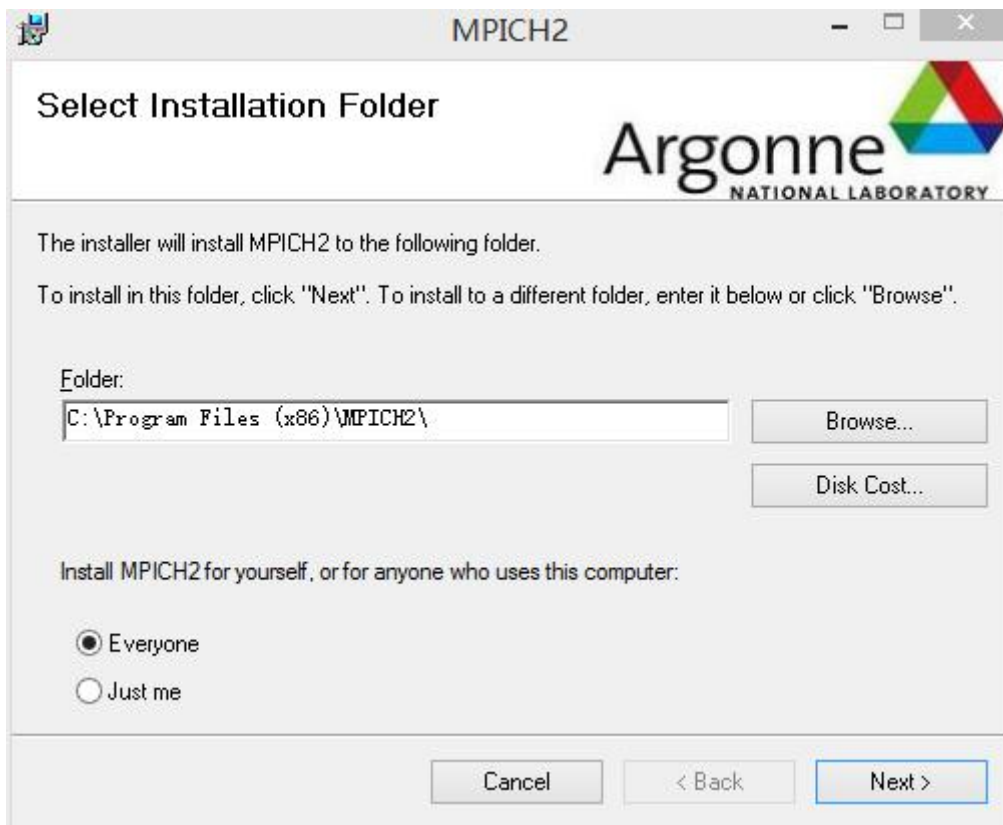 MPICH2
Select Installation Folder
Argonne
NATIONAL LABORATORY
The installer will install MPICH2 to the following folder.
To install in this folder, click "Next". To install to a different folder, enter it below or click "Browse".
Folder:
C:\Program Files (x86)\MPICH2\
Browse...
Disk Cost...
Install MPICH2 for yourself, or for anyone who uses this computer:
Everyone
Just me
Cancel
< Back
Next >